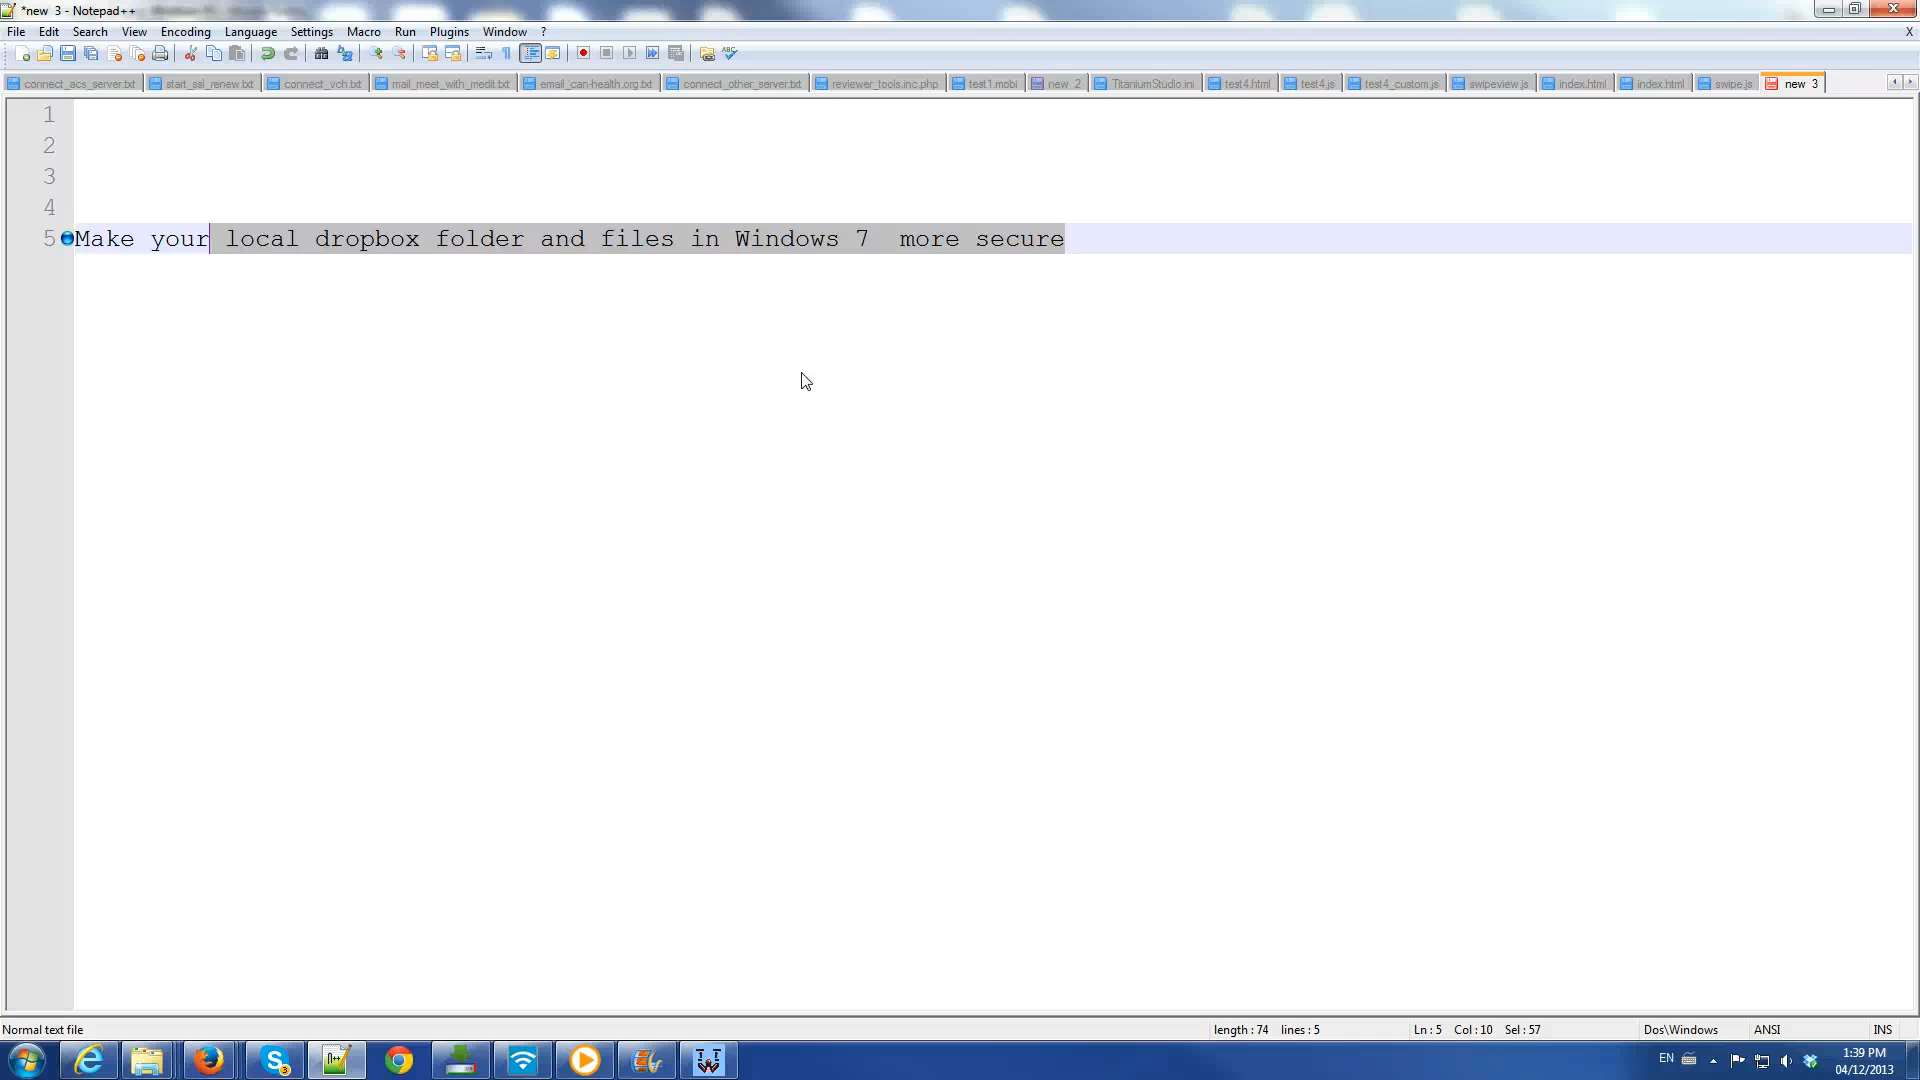 *new  3 - Notepad++
File Edit Search View Encoding Language Settings Macro Run Plugins Window ? X
connect_acs_server.txt start_ssl_renew.txt connect_vch.txt mail_meet_with_medit.txt email_can-health.org.txt connect_other_server.txt reviewer_tools.inc.php test1.mobi new  2 TitaniumStudio.ini test4.html test4.js test4_custom.js swipeview.js index.html index.html swipe.js new  3
1
2
3
4
5 Make your local dropbox folder and files in Windows 7  more secure
Normal text file length : 74 lines : 5 Ln : 5 Col : 10 Sel : 57 Dos\Windows ANSI INS
EN 1:39 PM
04/12/2013